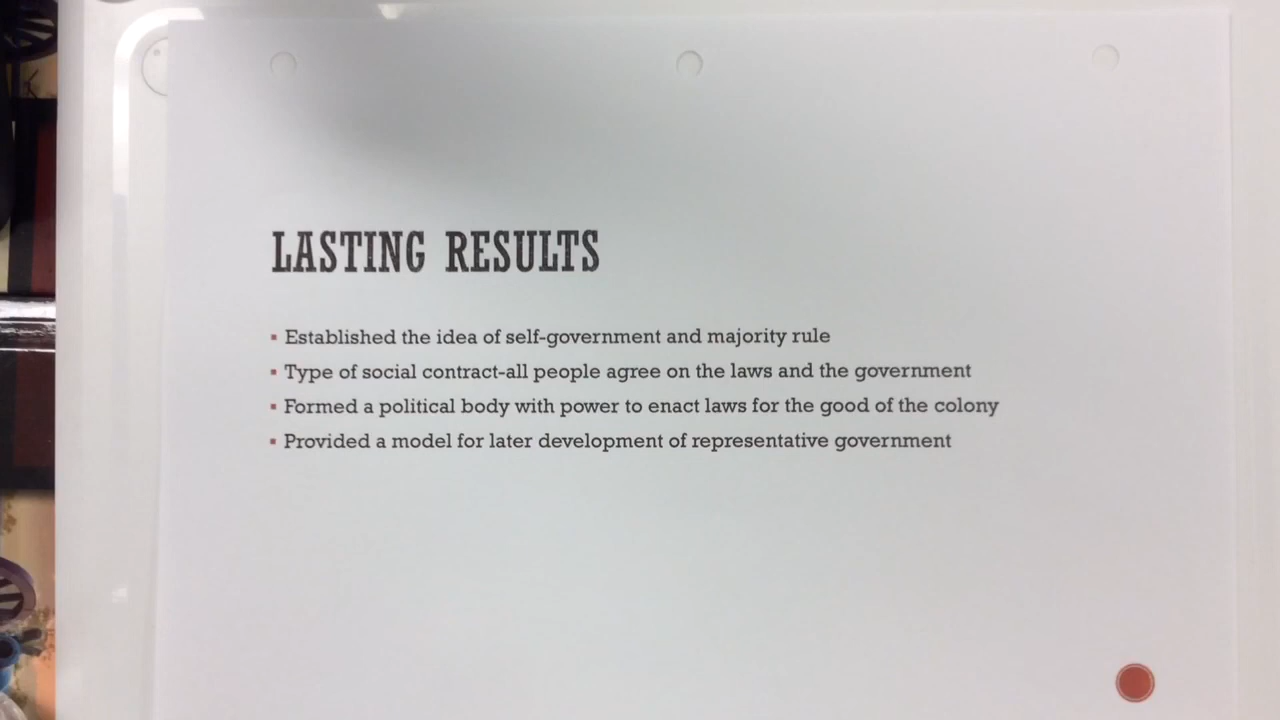 LASTING RESULTS
▪ Established the idea of self-government and majority rule
▪ Type of social contract-all people agree on the laws and the government
▪ Formed a political body with power to enact laws for the good of the colony
▪ Provided a model for later development of representative government